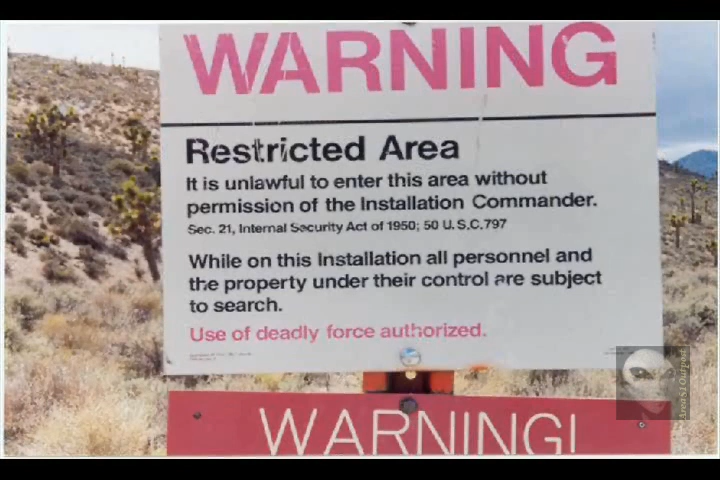 WARNING
Restricted Area
It is unlawful to enter this area without
permission of the Installation Commander.
Sec. 21, Internal Security Act of 1950; 50 U.S.C.797
While on this Installation all personnel and
the property under their control are subject
to search.
Use of deadly force authorized.
WARNING!
Area51Outpost